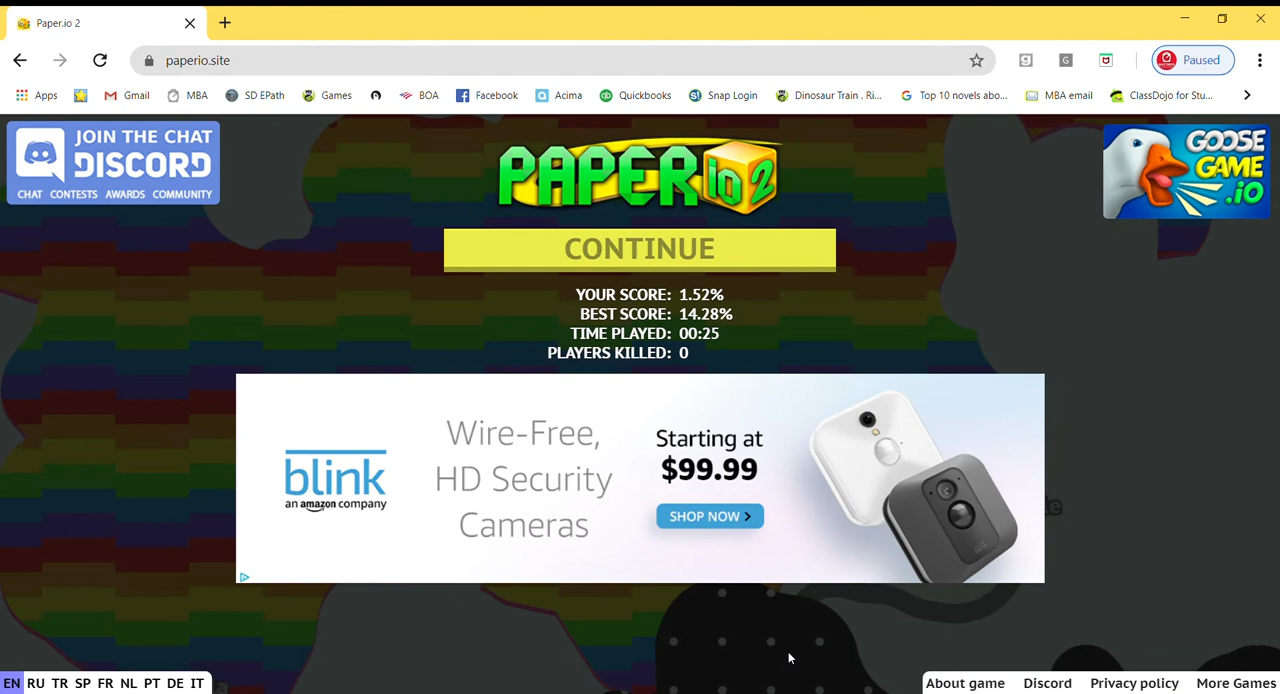 Paper.io 2
paperio.site
Paused
Apps Gmail MBA SD EPath Games BOA Facebook Acima Quickbooks Snap Login Dinosaur Train . Ri... Top 10 novels abo... MBA email ClassDojo for Stu...
JOIN THE CHAT
DISCORD
CHAT CONTESTS AWARDS COMMUNITY
PAPER io 2
GOOSE
GAME
.iO
CONTINUE
YOUR SCORE: 1.52%
BEST SCORE: 14.28%
TIME PLAYED: 00:25
PLAYERS KILLED: 0
blink
an amazon company
Wire-Free,
HD Security
Cameras
Starting at
$99.99
SHOP NOW >
EN RU TR SP FR NL PT DE IT
About game Discord Privacy policy More Games